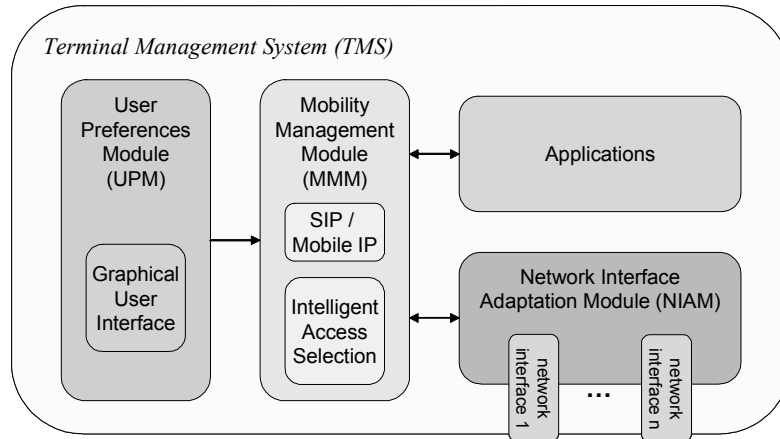 Terminal Management System (TMS)
User
Preferences
Module
(UPM)
Graphical
User
Interface
Mobility
Management
Module
(MMM)
SIP /
Mobile IP
Intelligent
Access
Selection
Applications
Network Interface
Adaptation Module (NIAM)
network
interface 1
...
network
interface n